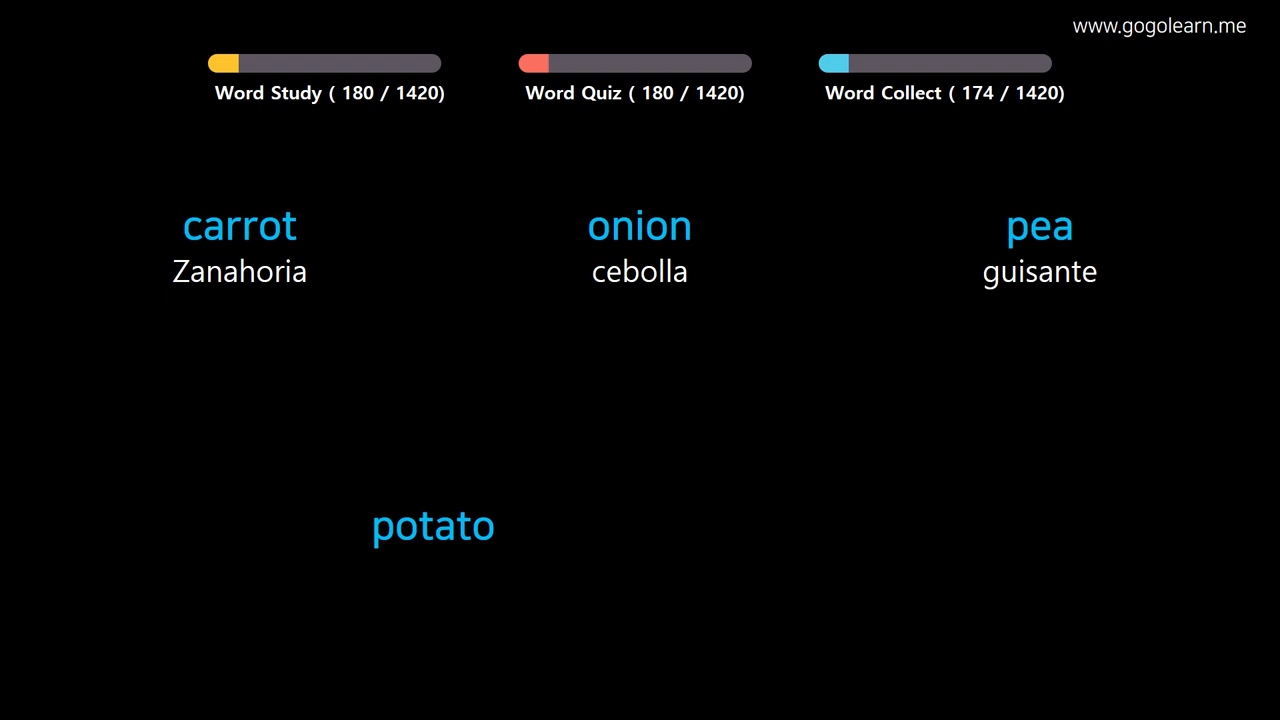 www.gogolearn.me
Word Study ( 180 / 1420)
Word Quiz ( 180 / 1420)
Word Collect ( 174 / 1420)
carrot
Zanahoria
onion
cebolla
pea
guisante
potato